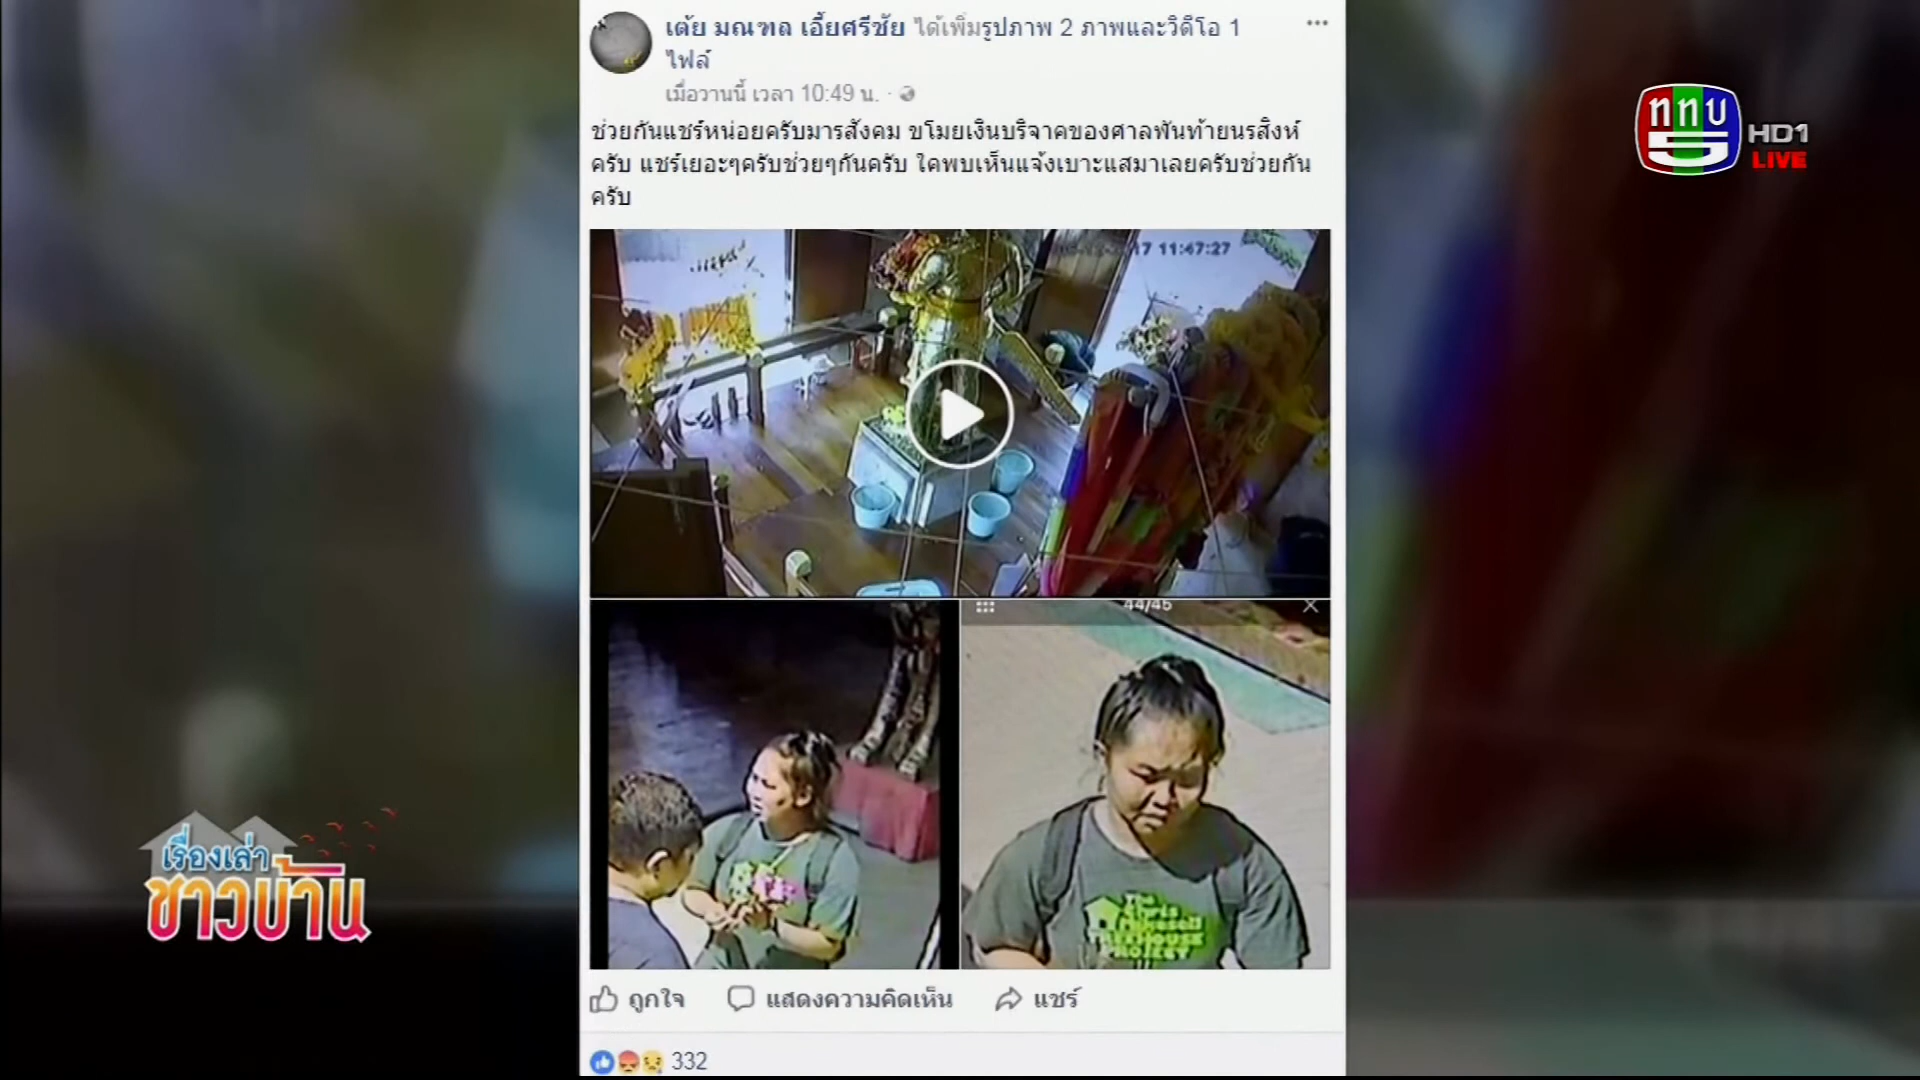 เต้ย มณฑล เอี้ยศรีชัย ได้เพิ่มรูปภาพ 2 ภาพและวิดีโอ 1
ไฟล์
เมื่อวานนี้ เวลา 10:49 น. ·
ททบ
5
HD1
LIVE
ช่วยกันแชร์หน่อยครับมารสังคม ขโมยเงินบริจาคของศาลพันท้ายนรสิงห์
ครับ แชร์เยอะๆครับช่วยๆกันครับ ใคพบเห็นแจ้งเบาะแสมาเลยครับช่วยกัน
ครับ
17 11:47:27
44/45
The
Chris
TREEHOUSE
PROJECT
เรื่องเล่า
ชาวบ้าน
ถูกใจ แสดงความคิดเห็น แชร์
332